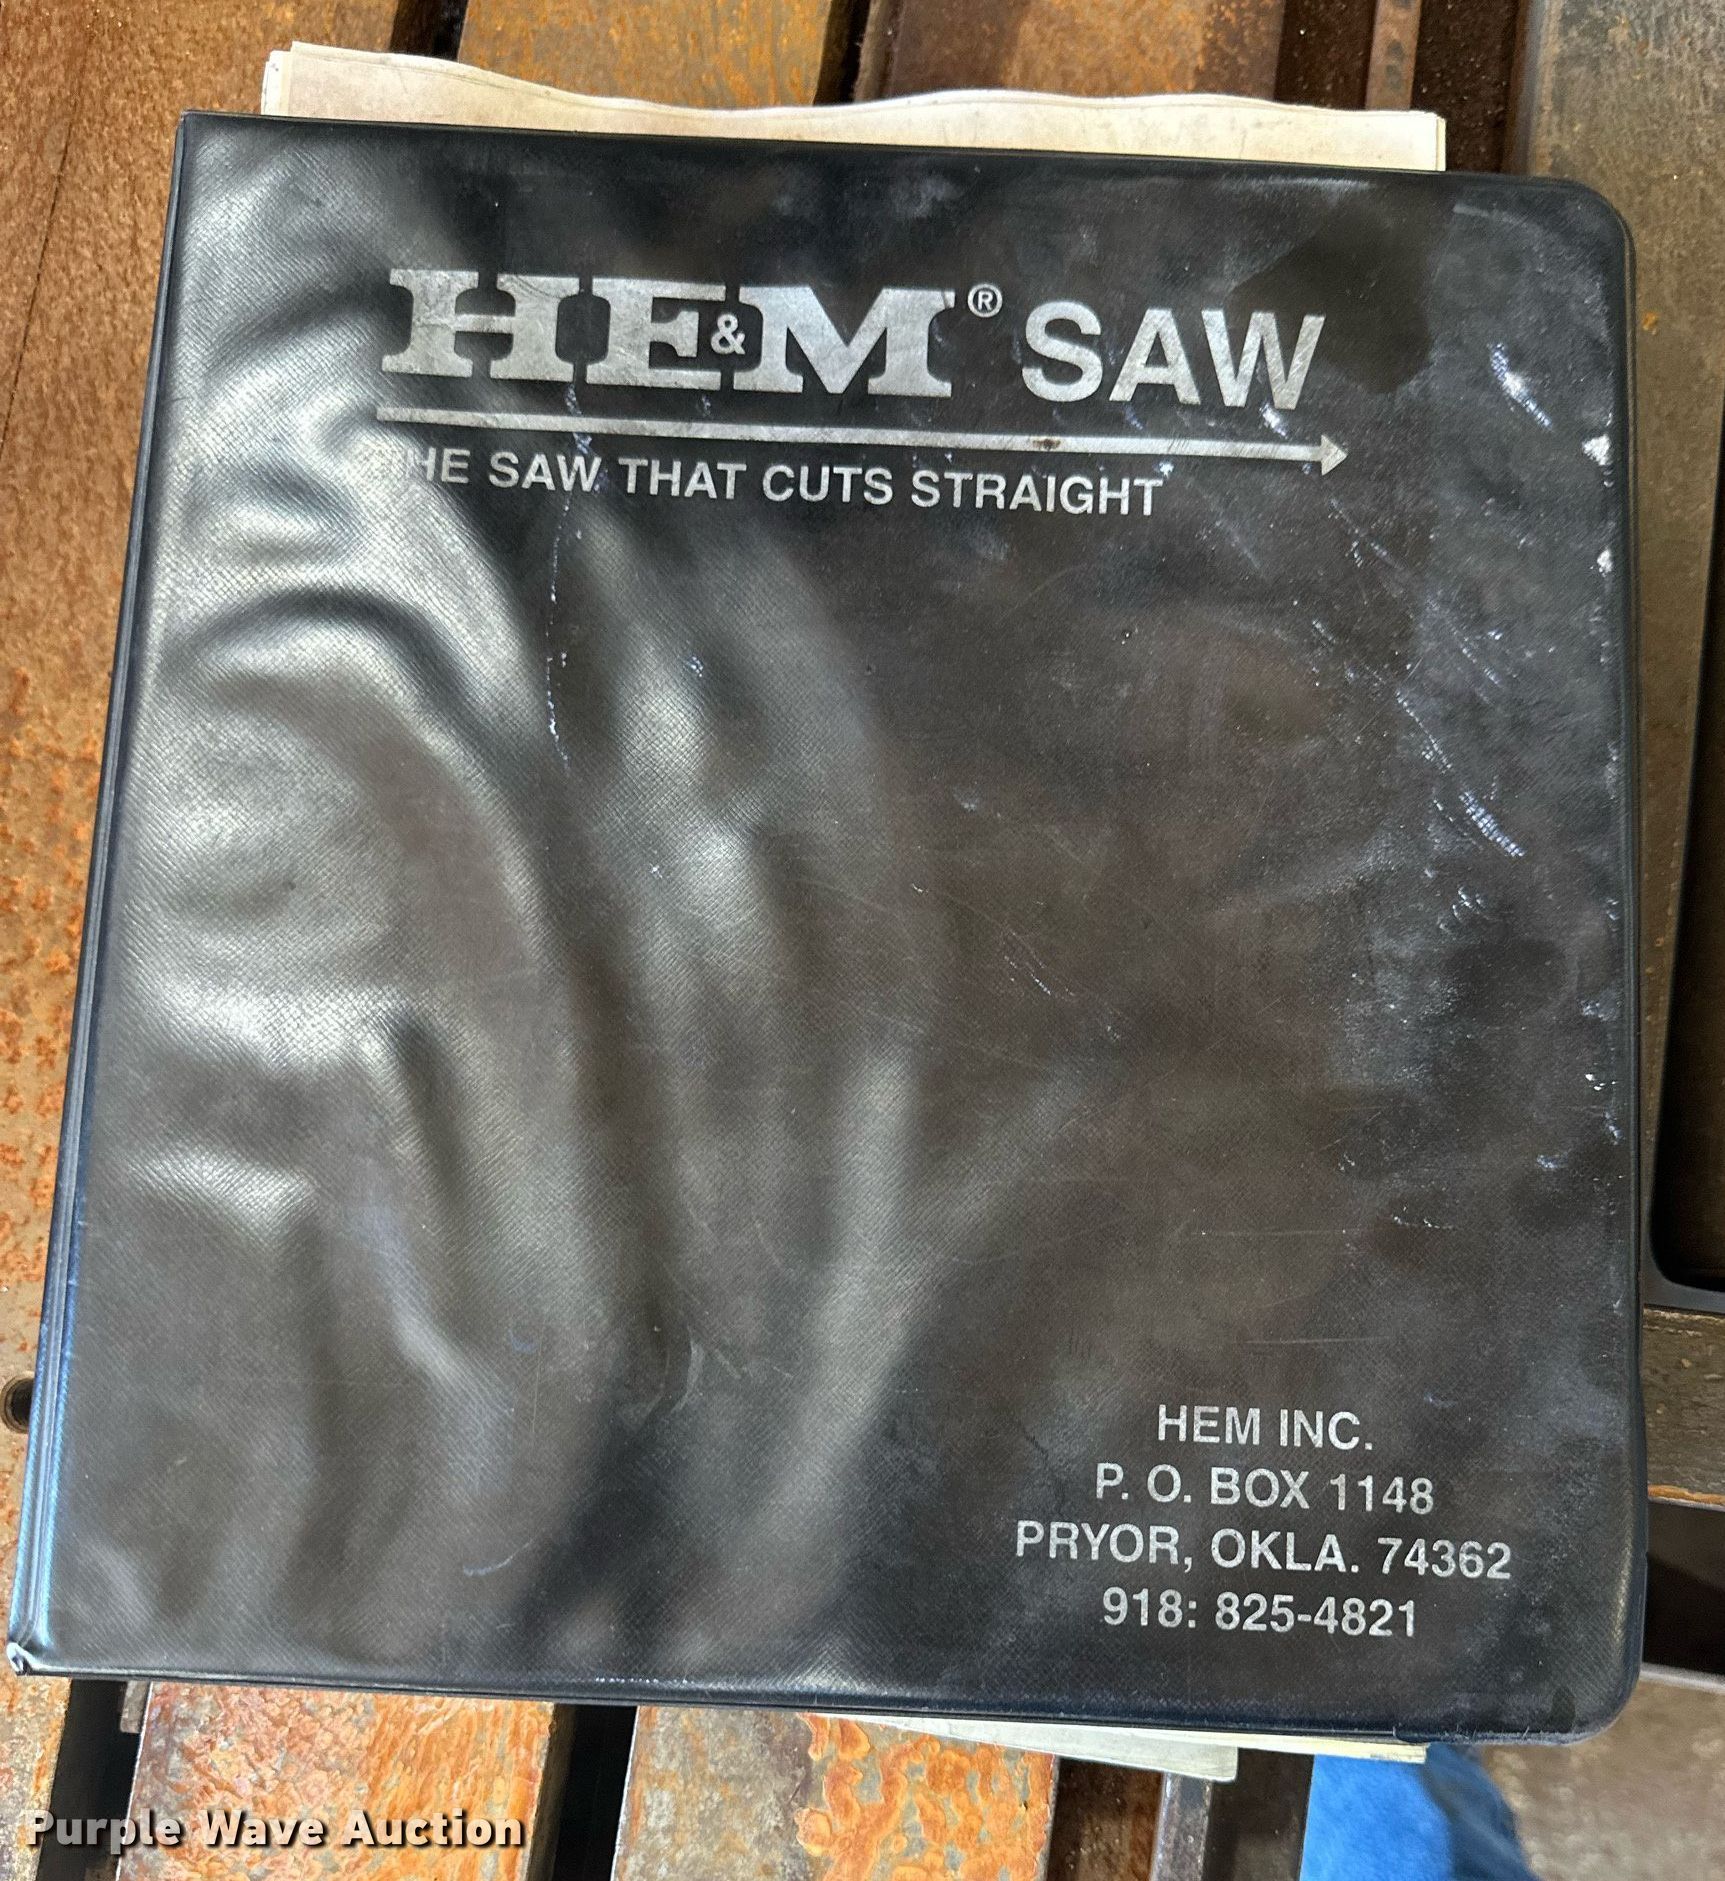 HE&M® SAW
THE SAW THAT CUTS STRAIGHT
HEM INC.
P. O. BOX 1148
PRYOR, OKLA. 74362
918: 825-4821
Purple Wave Auction